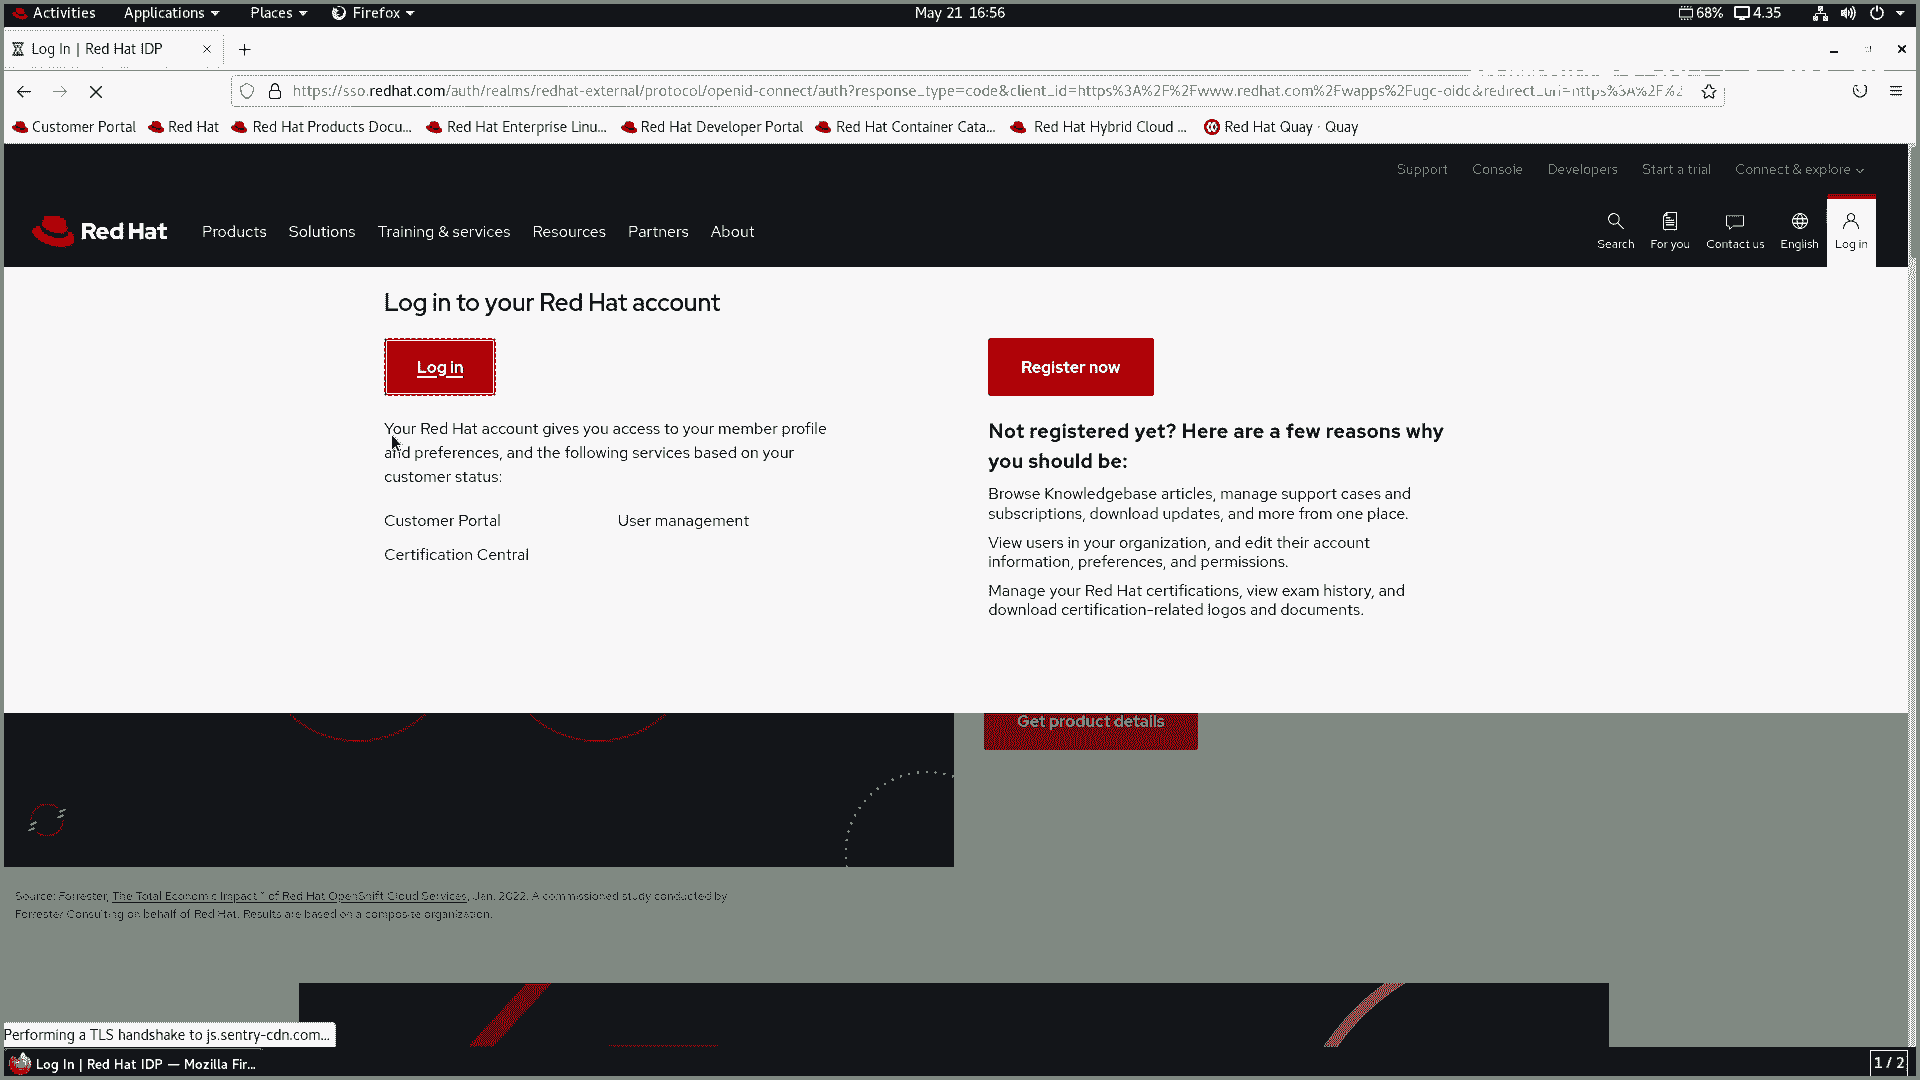 Activities Applications Places Firefox May 21 16:56 68% 4.35
Log In | Red Hat IDP
https://sso.redhat.com/auth/realms/redhat-external/protocol/openid-connect/auth?response_type=code&client_id=https%3A%2F%2Fwww.redhat.com%2Fwapps%2Fugc-oidc&redirect_uri=https%3A%2F%2
Customer Portal Red Hat Red Hat Products Docu... Red Hat Enterprise Linu... Red Hat Developer Portal Red Hat Container Cata... Red Hat Hybrid Cloud ... Red Hat Quay · Quay
Support Console Developers Start a trial Connect & explore
Red Hat Products Solutions Training & services Resources Partners About
Search For you Contact us English Log in
Log in to your Red Hat account
Log in
Your Red Hat account gives you access to your member profile
and preferences, and the following services based on your
customer status:
Customer Portal User management
Certification Central
Register now
Not registered yet? Here are a few reasons why
you should be:
Browse Knowledgebase articles, manage support cases and
subscriptions, download updates, and more from one place.
View users in your organization, and edit their account
information, preferences, and permissions.
Manage your Red Hat certifications, view exam history, and
download certification-related logos and documents.
Get product details
Source: Forrester, The Total Economic Impact™ of Red Hat OpenShift Cloud Services, Jan. 2022. A commissioned study conducted by
Forrester Consulting on behalf of Red Hat. Results are based on a composite organization.
Performing a TLS handshake to js.sentry-cdn.com...
Log In | Red Hat IDP — Mozilla Fir... 1 / 2